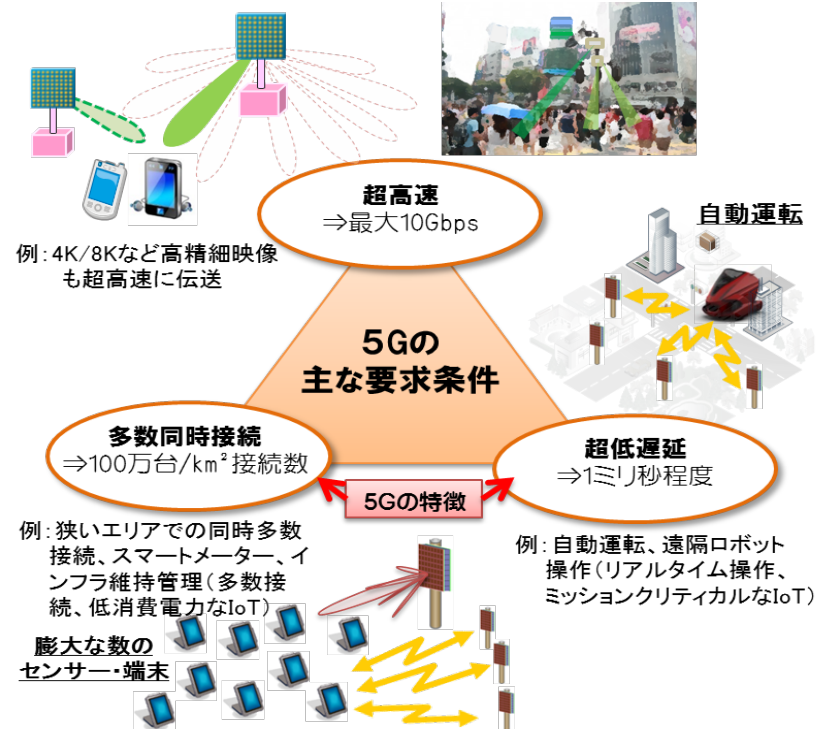 超高速
⇒最大10Gbps
例：4K/8Kなど高精細映像
も超高速に伝送
自動運転
5Gの
主な要求条件
多数同時接続
⇒100万台/km²接続数
超低遅延
⇒1ミリ秒程度
5Gの特徴
例：狭いエリアでの同時多数
接続、スマートメーター、イ
ンフラ維持管理（多数接
続、低消費電力なIoT）
例：自動運転、遠隔ロボット
操作（リアルタイム操作、
ミッションクリティカルなIoT）
膨大な数の
センサー・端末